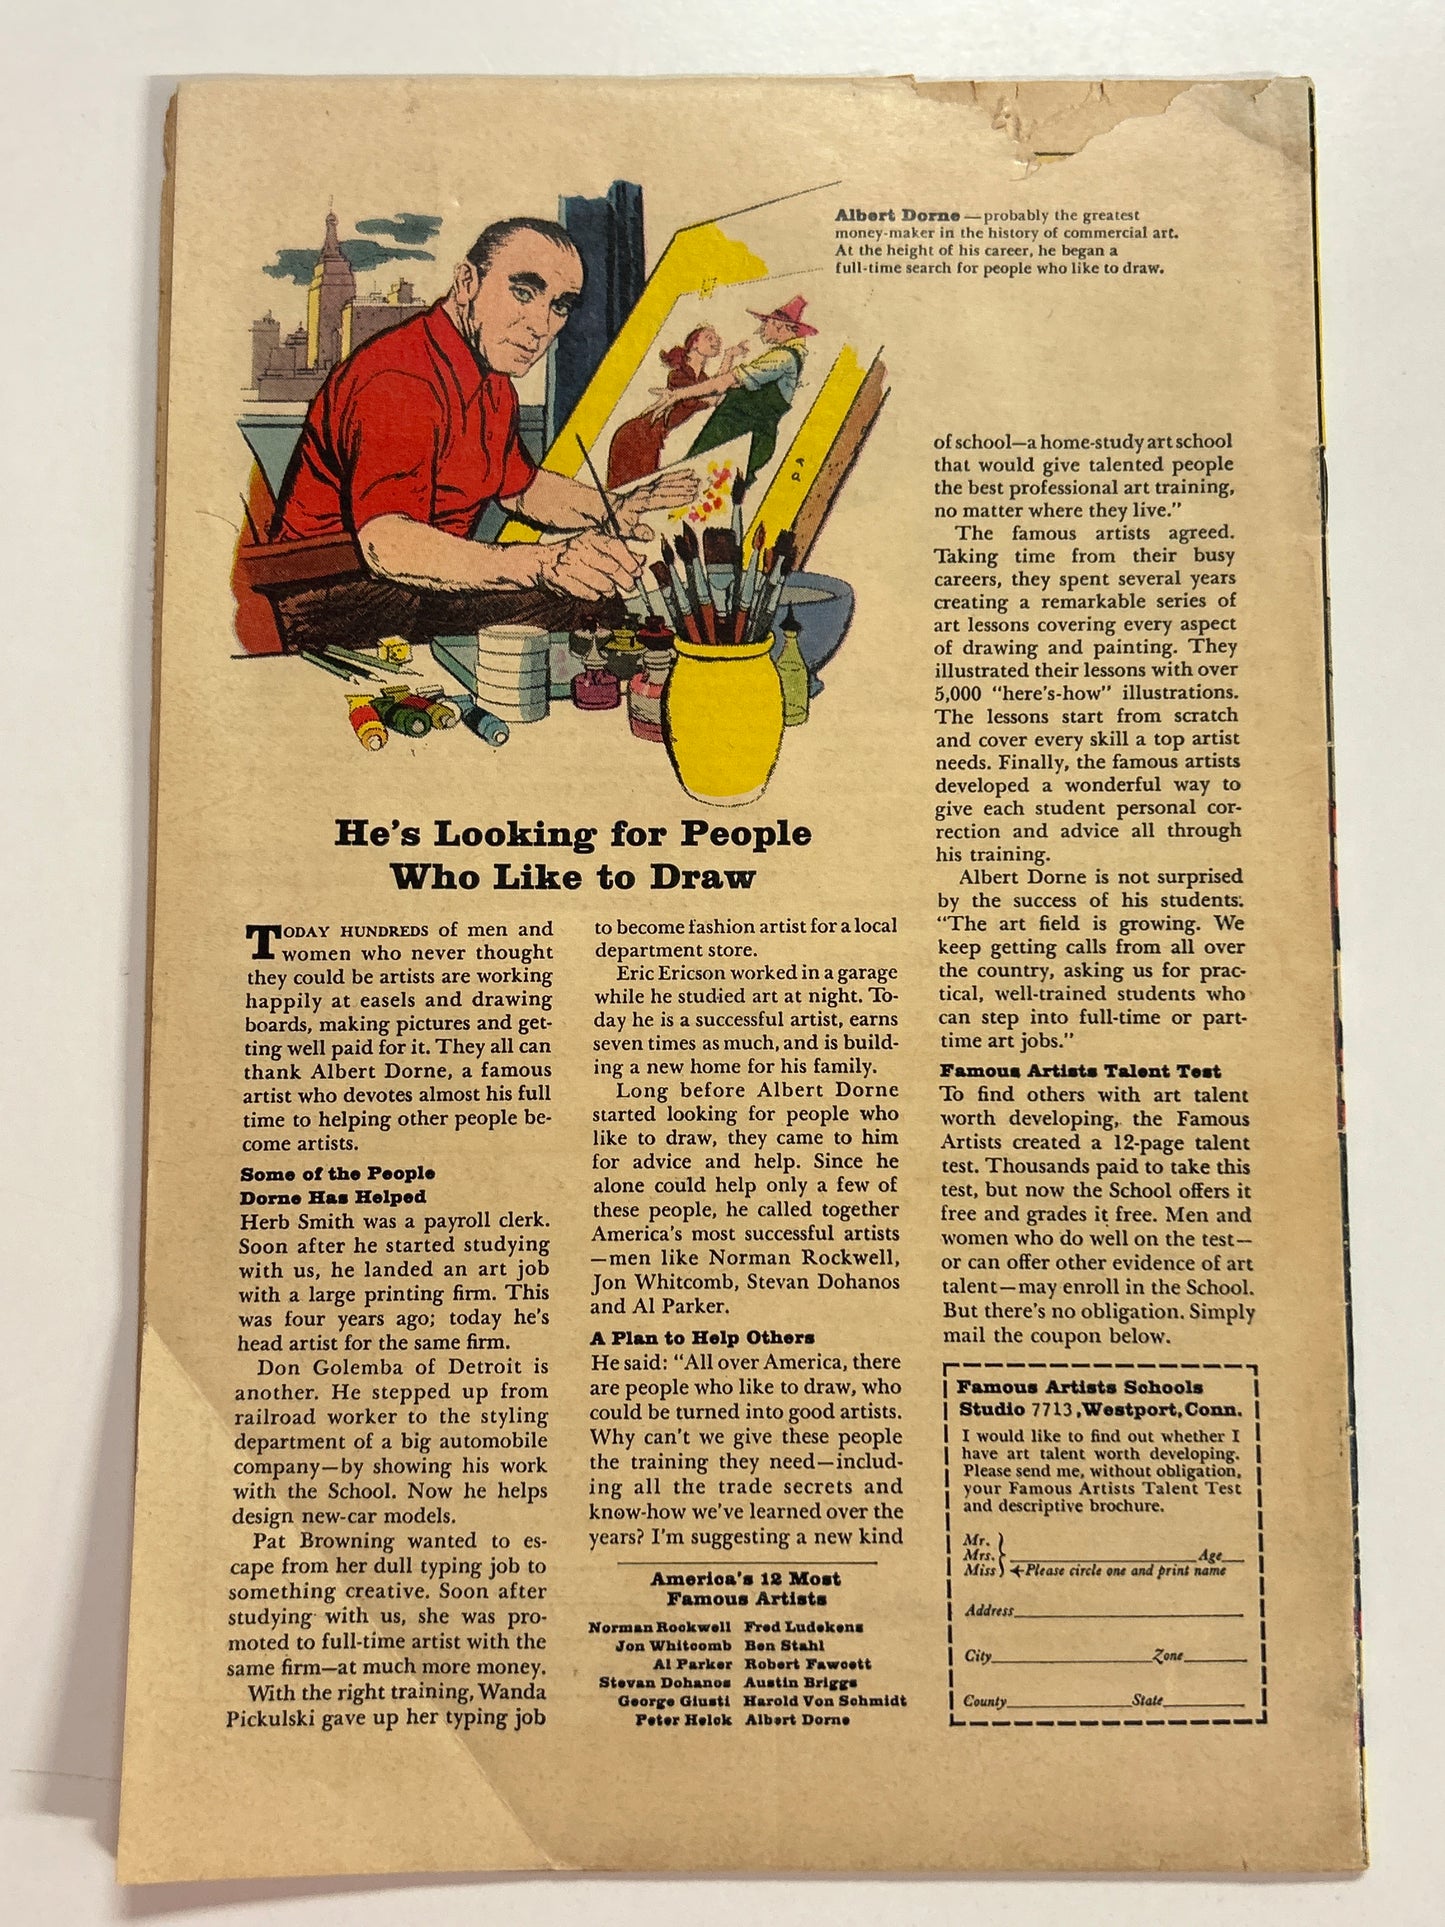 Albert Dorne—probably the greatest
money-maker in the history of commercial art.
At the height of his career, he began a
full-time search for people who like to draw.
He's Looking for People
Who Like to Draw
TODAY HUNDREDS of men and
women who never thought
they could be artists are working
happily at easels and drawing
boards, making pictures and get-
ting well paid for it. They all can
thank Albert Dorne, a famous
artist who devotes almost his full
time to helping other people be-
come artists.
Some of the People
Dorne Has Helped
Herb Smith was a payroll clerk.
Soon after he started studying
with us, he landed an art job
with a large printing firm. This
was four years ago; today he's
head artist for the same firm.
Don Golemba of Detroit is
another. He stepped up from
railroad worker to the styling
department of a big automobile
company—by showing his work
with the School. Now he helps
design new-car models.
Pat Browning wanted to es-
cape from her dull typing job to
something creative. Soon after
studying with us, she was pro-
moted to full-time artist with the
same firm—at much more money.
With the right training, Wanda
Pickulski gave up her typing job
to become fashion artist for a local
department store.
Eric Ericson worked in a garage
while he studied art at night. To-
day he is a successful artist, earns
seven times as much, and is build-
ing a new home for his family.
Long before Albert Dorne
started looking for people who
like to draw, they came to him
for advice and help. Since he
alone could help only a few of
these people, he called together
America's most successful artists
—men like Norman Rockwell,
Jon Whitcomb, Stevan Dohanos
and Al Parker.
A Plan to Help Others
He said: "All over America, there
are people who like to draw, who
could be turned into good artists.
Why can't we give these people
the training they need—includ-
ing all the trade secrets and
know-how we've learned over the
years? I'm suggesting a new kind
America's 12 Most
Famous Artists
Norman Rockwell Fred Ludekens
Jon Whitcomb Ben Stahl
Al Parker Robert Fawcett
Stevan Dohanos Austin Briggs
George Giusti Harold Von Schmidt
Peter Helck Albert Dorne
of school—a home-study art school
that would give talented people
the best professional art training,
no matter where they live."
The famous artists agreed.
Taking time from their busy
careers, they spent several years
creating a remarkable series of
art lessons covering every aspect
of drawing and painting. They
illustrated their lessons with over
5,000 "here's-how" illustrations.
The lessons start from scratch
and cover every skill a top artist
needs. Finally, the famous artists
developed a wonderful way to
give each student personal cor-
rection and advice all through
his training.
Albert Dorne is not surprised
by the success of his students.
"The art field is growing. We
keep getting calls from all over
the country, asking us for prac-
tical, well-trained students who
can step into full-time or part-
time art jobs."
Famous Artists Talent Test
To find others with art talent
worth developing, the Famous
Artists created a 12-page talent
test. Thousands paid to take this
test, but now the School offers it
free and grades it free. Men and
women who do well on the test—
or can offer other evidence of art
talent—may enroll in the School.
But there's no obligation. Simply
mail the coupon below.
Famous Artists Schools
Studio 7713, Westport, Conn.
I would like to find out whether I
have art talent worth developing.
Please send me, without obligation,
your Famous Artists Talent Test
and descriptive brochure.
Mr.
Mrs. Age
Miss ←Please circle one and print name
Address
City Zone
County State